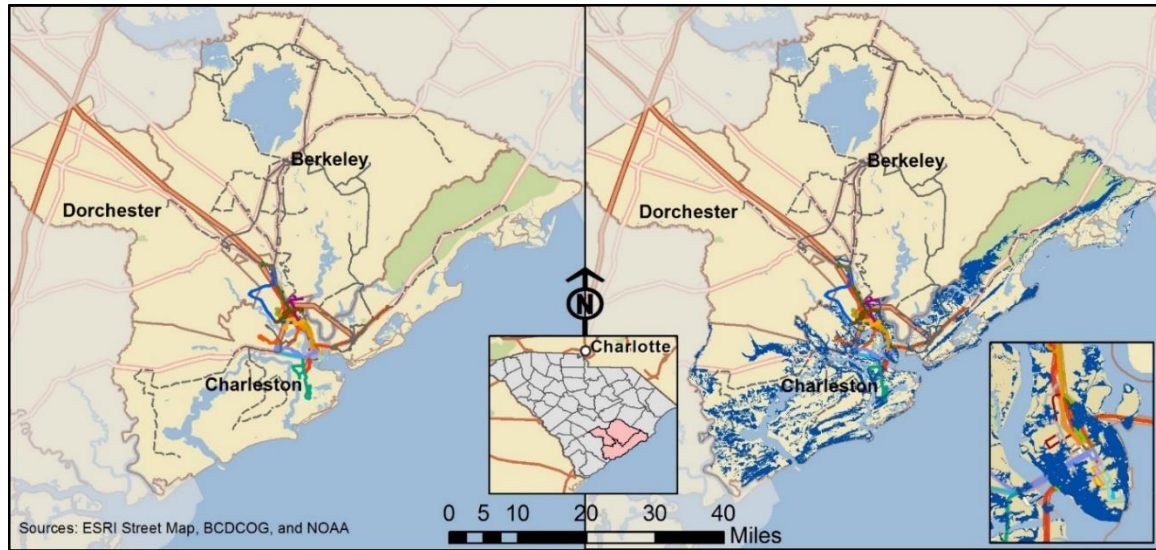 Berkeley
Dorchester
Charleston
Sources: ESRI Street Map, BCDCOG, and NOAA
N
Charlotte
0 5 10 20 30 40
Miles
Berkeley
Dorchester
Charleston